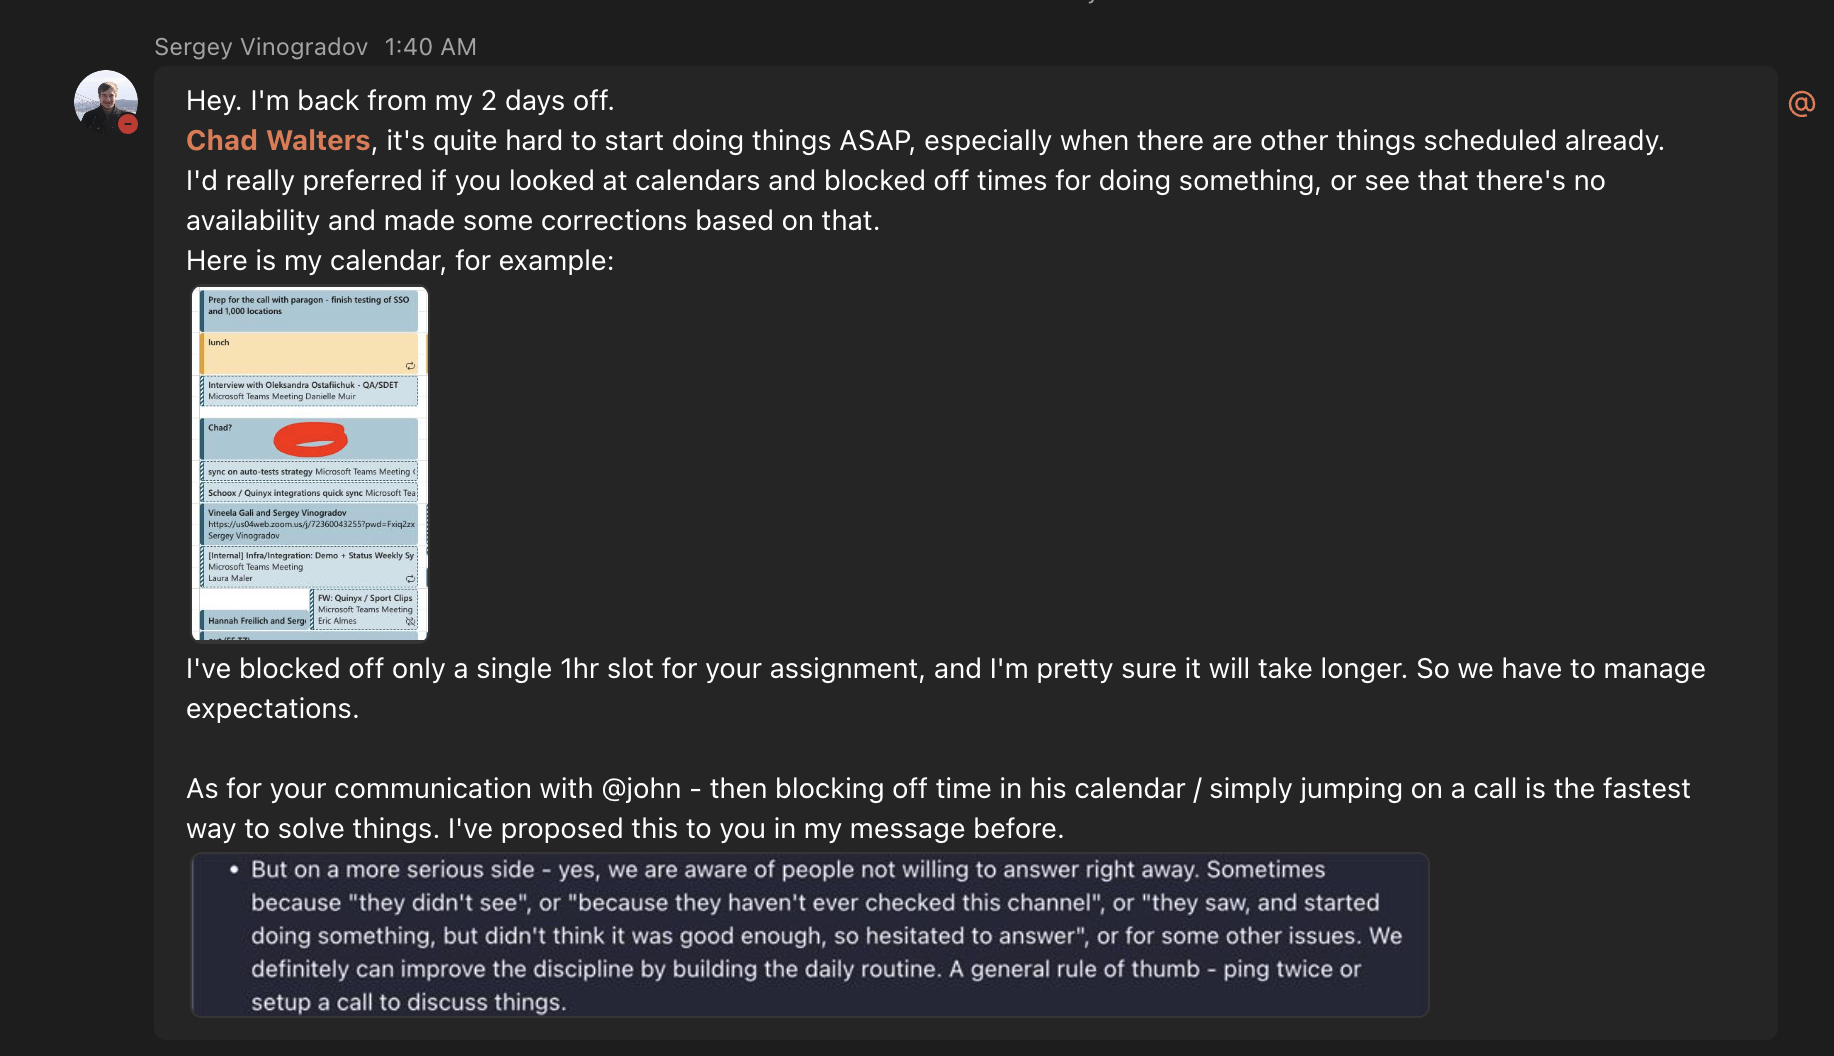 Sergey Vinogradov 1:40 AM
Hey. I'm back from my 2 days off.
@
Chad Walters, it's quite hard to start doing things ASAP, especially when there are other things scheduled already.
I'd really preferred if you looked at calendars and blocked off times for doing something, or see that there's no
availability and made some corrections based on that.
Here is my calendar, for example:
Prep for the call with paragon - finish testing of SSO
and 1,000 locations
lunch
Interview with Oleksandra Ostafiichuk - QA/SDET
Microsoft Teams Meeting Danielle Muir
Chad?
sync on auto-tests strategy Microsoft Teams Meeting
Schoox / Quinyx integrations quick sync Microsoft Tea
Vineela Gali and Sergey Vinogradov
https://us04web.zoom.us/j/72360043255?pwd=Fxiq2zx
Sergey Vinogradov
[Internal] Infra/Integration: Demo + Status Weekly Sy
Microsoft Teams Meeting
Laura Maler
FW: Quinyx / Sport Clips
Microsoft Teams Meeting
Eric Almes
Hannah Freilich and Serge
I've blocked off only a single 1hr slot for your assignment, and I'm pretty sure it will take longer. So we have to manage
expectations.
As for your communication with @john - then blocking off time in his calendar / simply jumping on a call is the fastest
way to solve things. I've proposed this to you in my message before.
• But on a more serious side - yes, we are aware of people not willing to answer right away. Sometimes
because "they didn't see", or "because they haven't ever checked this channel", or "they saw, and started
doing something, but didn't think it was good enough, so hesitated to answer", or for some other issues. We
definitely can improve the discipline by building the daily routine. A general rule of thumb - ping twice or
setup a call to discuss things.